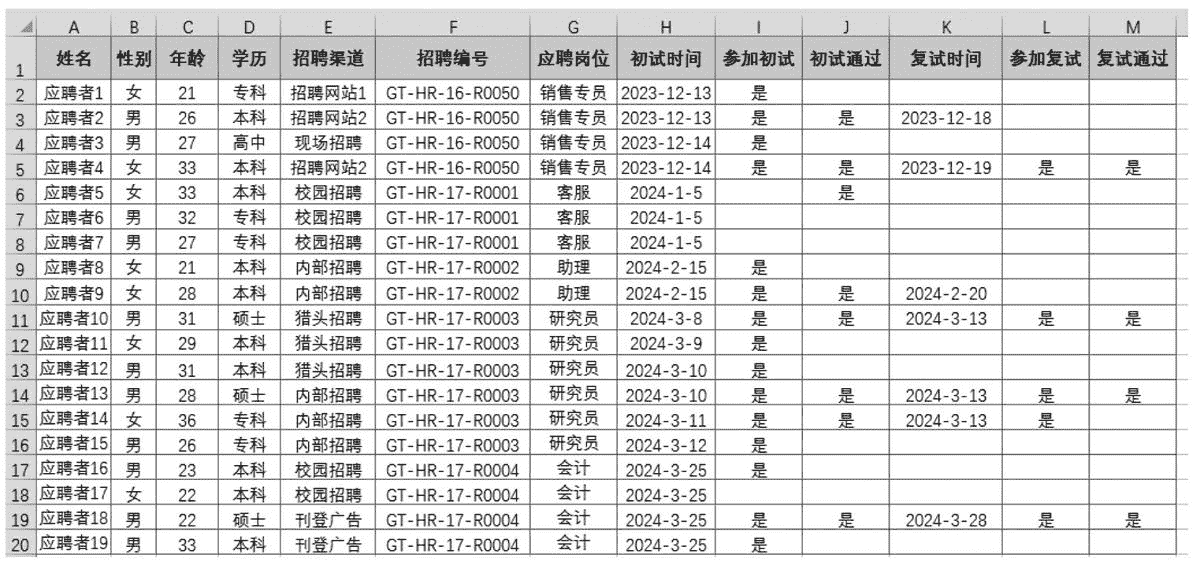 A B C D E F G H I J K L M
1 姓名 性别 年龄 学历 招聘渠道 招聘编号 应聘岗位 初试时间 参加初试 初试通过 复试时间 参加复试 复试通过
2 应聘者1 女 21 专科 招聘网站1 GT-HR-16-R0050 销售专员 2023-12-13 是
3 应聘者2 男 26 本科 招聘网站2 GT-HR-16-R0050 销售专员 2023-12-13 是 是 2023-12-18
4 应聘者3 男 27 高中 现场招聘 GT-HR-16-R0050 销售专员 2023-12-14 是
5 应聘者4 女 33 本科 招聘网站2 GT-HR-16-R0050 销售专员 2023-12-14 是 是 2023-12-19 是 是
6 应聘者5 女 33 本科 校园招聘 GT-HR-17-R0001 客服 2024-1-5 是
7 应聘者6 男 32 专科 校园招聘 GT-HR-17-R0001 客服 2024-1-5
8 应聘者7 男 27 专科 校园招聘 GT-HR-17-R0001 客服 2024-1-5
9 应聘者8 女 21 本科 内部招聘 GT-HR-17-R0002 助理 2024-2-15 是
10 应聘者9 女 28 本科 内部招聘 GT-HR-17-R0002 助理 2024-2-15 是 是 2024-2-20
11 应聘者10 男 31 硕士 猎头招聘 GT-HR-17-R0003 研究员 2024-3-8 是 是 2024-3-13 是 是
12 应聘者11 女 29 本科 猎头招聘 GT-HR-17-R0003 研究员 2024-3-9 是
13 应聘者12 男 31 本科 猎头招聘 GT-HR-17-R0003 研究员 2024-3-10 是
14 应聘者13 男 28 硕士 内部招聘 GT-HR-17-R0003 研究员 2024-3-10 是 是 2024-3-13 是 是
15 应聘者14 女 36 专科 内部招聘 GT-HR-17-R0003 研究员 2024-3-11 是 是 2024-3-13 是
16 应聘者15 男 26 专科 内部招聘 GT-HR-17-R0003 研究员 2024-3-12 是
17 应聘者16 男 23 本科 校园招聘 GT-HR-17-R0004 会计 2024-3-25 是
18 应聘者17 女 22 本科 校园招聘 GT-HR-17-R0004 会计 2024-3-25
19 应聘者18 男 22 硕士 刊登广告 GT-HR-17-R0004 会计 2024-3-25 是 是 2024-3-28 是 是
20 应聘者19 男 33 本科 刊登广告 GT-HR-17-R0004 会计 2024-3-25 是